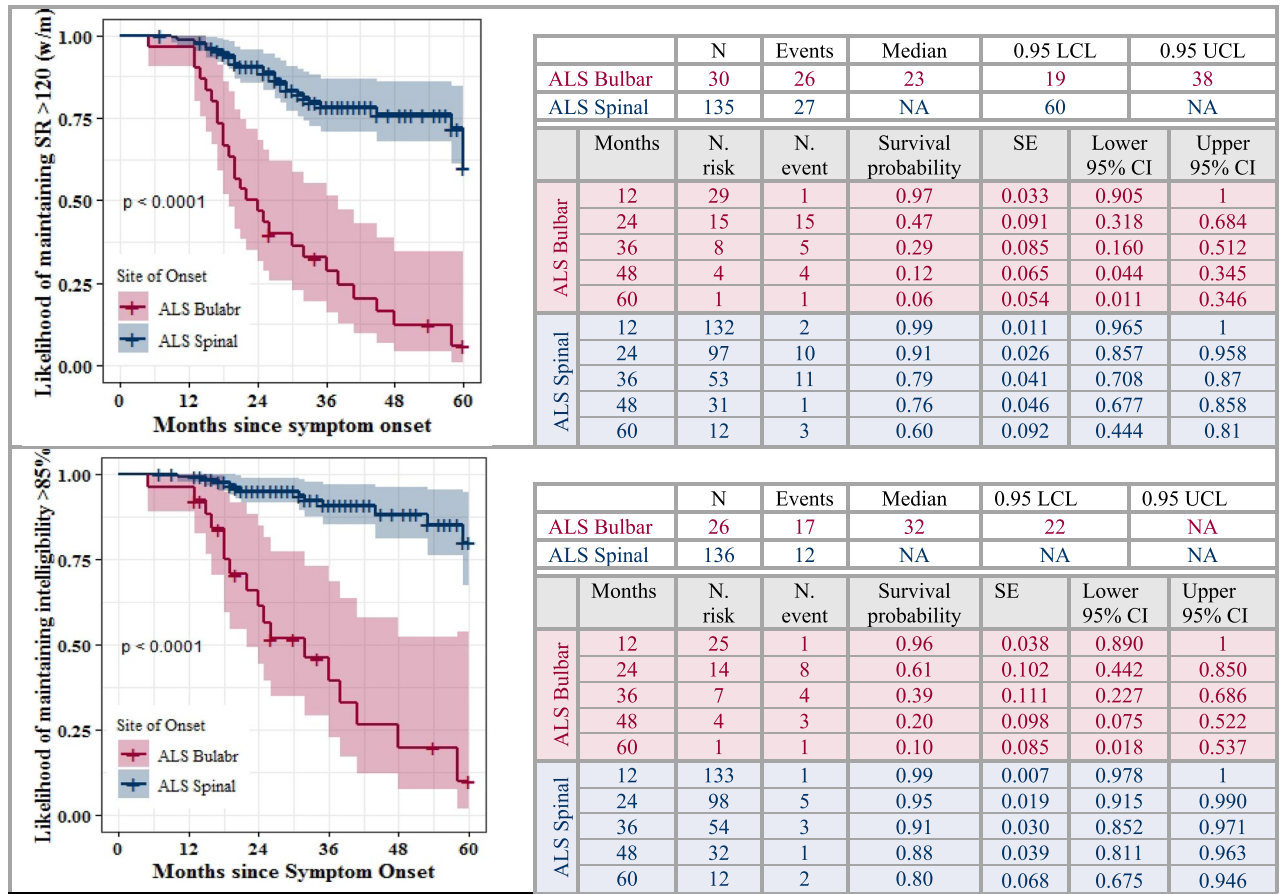 Likelihood of maintaining SR >120 (w/m)
1.00
0.75
0.50
0.25
0.00
p < 0.0001
Site of Onset
ALS Bulabr
ALS Spinal
0 12 24 36 48 60
Months since symptom onset
N Events Median 0.95 LCL 0.95 UCL
ALS Bulbar 30 26 23 19 38
ALS Spinal 135 27 NA 60 NA
Months N. N. Survival SE Lower Upper
risk event probability 95% CI 95% CI
ALS Bulbar
12 29 1 0.97 0.033 0.905 1
24 15 15 0.47 0.091 0.318 0.684
36 8 5 0.29 0.085 0.160 0.512
48 4 4 0.12 0.065 0.044 0.345
60 1 1 0.06 0.054 0.011 0.346
ALS Spinal
12 132 2 0.99 0.011 0.965 1
24 97 10 0.91 0.026 0.857 0.958
36 53 11 0.79 0.041 0.708 0.87
48 31 1 0.76 0.046 0.677 0.858
60 12 3 0.60 0.092 0.444 0.81
Likelihood of maintaining intelligibility >85%
1.00
0.75
0.50
0.25
0.00
p < 0.0001
Site of Onset
ALS Bulabr
ALS Spinal
0 12 24 36 48 60
Months since Symptom Onset
N Events Median 0.95 LCL 0.95 UCL
ALS Bulbar 26 17 32 22 NA
ALS Spinal 136 12 NA NA NA
Months N. N. Survival SE Lower Upper
risk event probability 95% CI 95% CI
ALS Bulbar
12 25 1 0.96 0.038 0.890 1
24 14 8 0.61 0.102 0.442 0.850
36 7 4 0.39 0.111 0.227 0.686
48 4 3 0.20 0.098 0.075 0.522
60 1 1 0.10 0.085 0.018 0.537
ALS Spinal
12 133 1 0.99 0.007 0.978 1
24 98 5 0.95 0.019 0.915 0.990
36 54 3 0.91 0.030 0.852 0.971
48 32 1 0.88 0.039 0.811 0.963
60 12 2 0.80 0.068 0.675 0.946